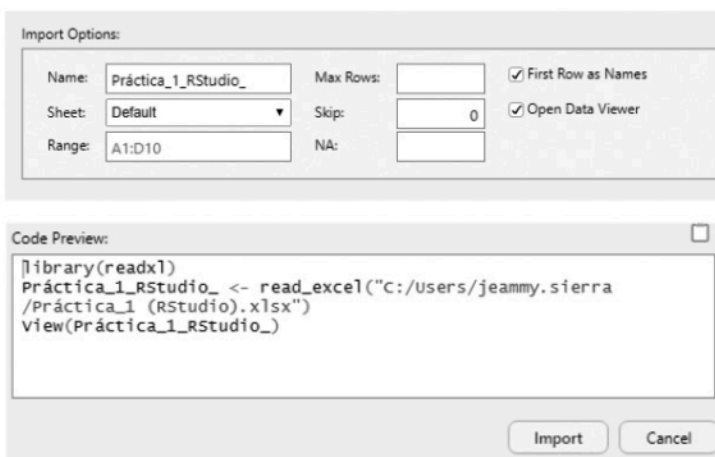 Import Options:
Name: Práctica_1_RStudio_ Max Rows: First Row as Names
Sheet: Default Skip: 0 Open Data Viewer
Range: A1:D10 NA:
Code Preview:
library(readxl)
Práctica_1_RStudio_ <- read_excel("C:/Users/jeammy.sierra
/Práctica_1 (RStudio).xlsx")
View(Práctica_1_RStudio_)
Import Cancel